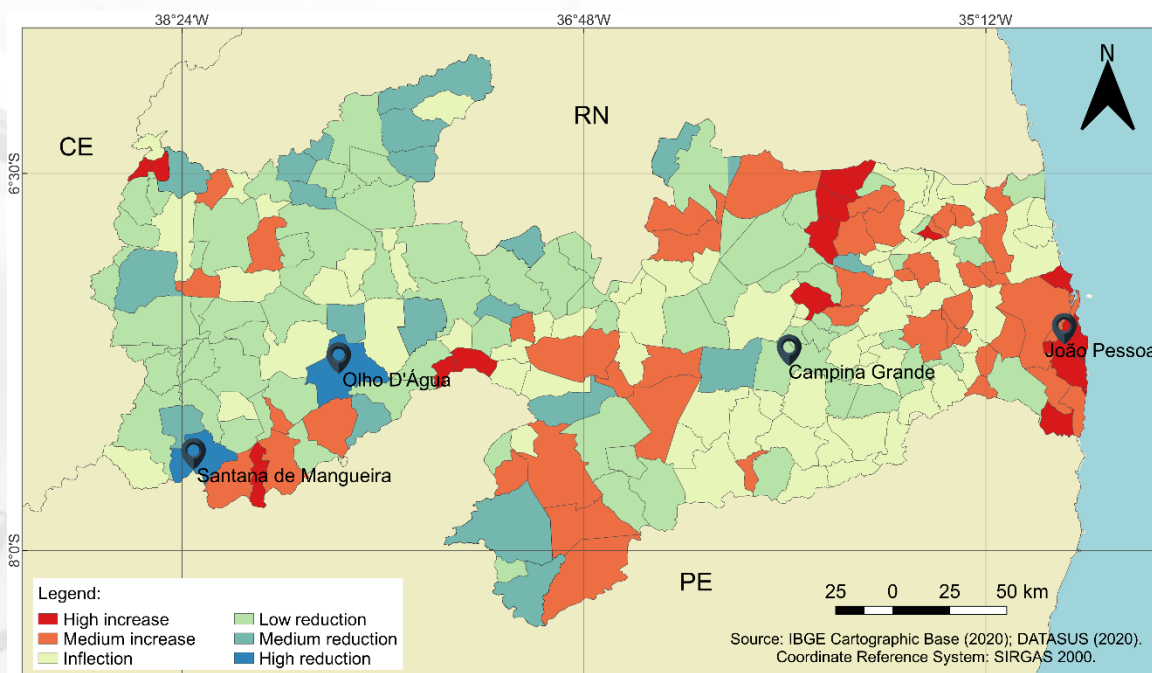 38°24'W
36°48'W
35°12'W
N
RN
CE
6°30'S
João Pessoa
Campina Grande
Olho D'Água
Santana de Mangueira
8°0'S
PE
Legend:
High increase
Medium increase
Inflection
Low reduction
Medium reduction
High reduction
25 0 25 50 km
Source: IBGE Cartographic Base (2020); DATASUS (2020).
Coordinate Reference System: SIRGAS 2000.